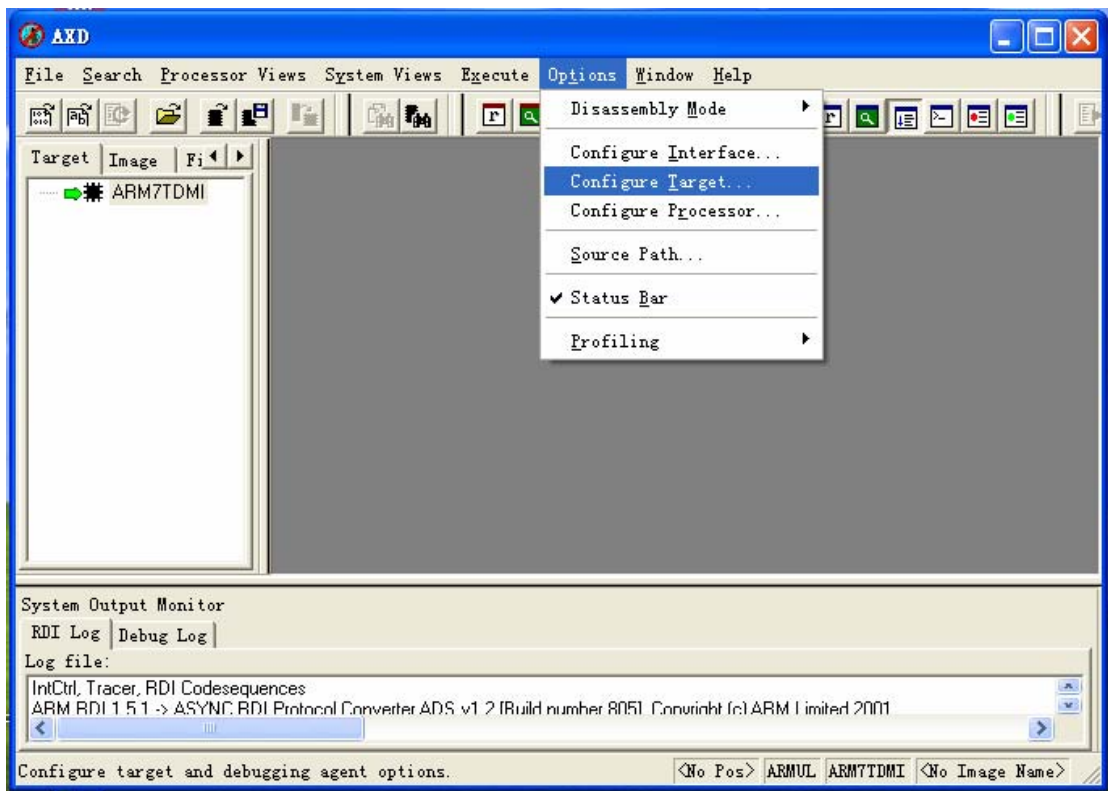 AXD
File Search Processor Views System Views Execute Options Window Help
Disassembly Mode
Configure Interface...
Configure Target...
Configure Processor...
Source Path...
Status Bar
Profiling
Target Image Fi
ARM7TDMI
System Output Monitor
RDI Log Debug Log
Log file:
IntCtrl, Tracer, RDI Codesequences
ARM RDI 1.5.1 -> ASYNC RDI Protocol Converter ADS v1.2 [Build number 805]. Copyright (c) ARM Limited 2001.
Configure target and debugging agent options. <No Pos> ARMUL ARM7TDMI <No Image Name>